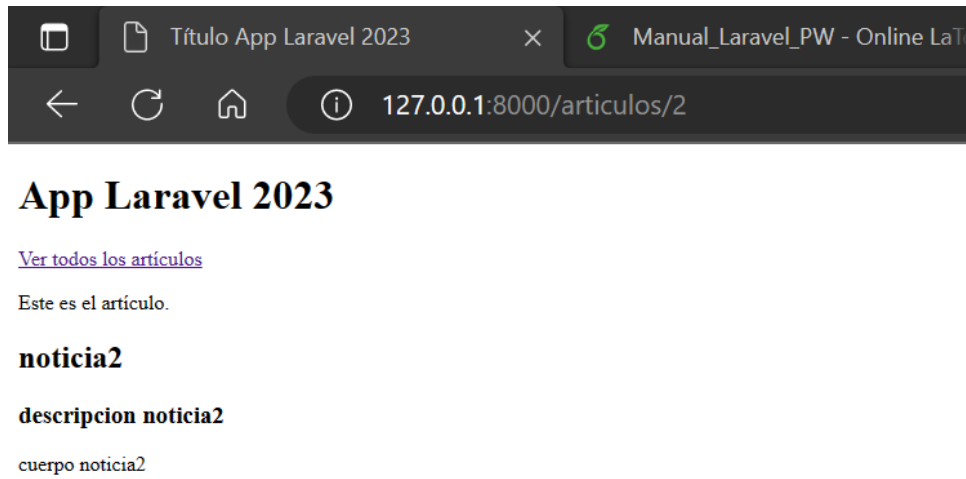 Título App Laravel 2023
Manual_Laravel_PW - Online LaTe
127.0.0.1:8000/articulos/2
App Laravel 2023
Ver todos los artículos
Este es el artículo.
noticia2
descripcion noticia2
cuerpo noticia2